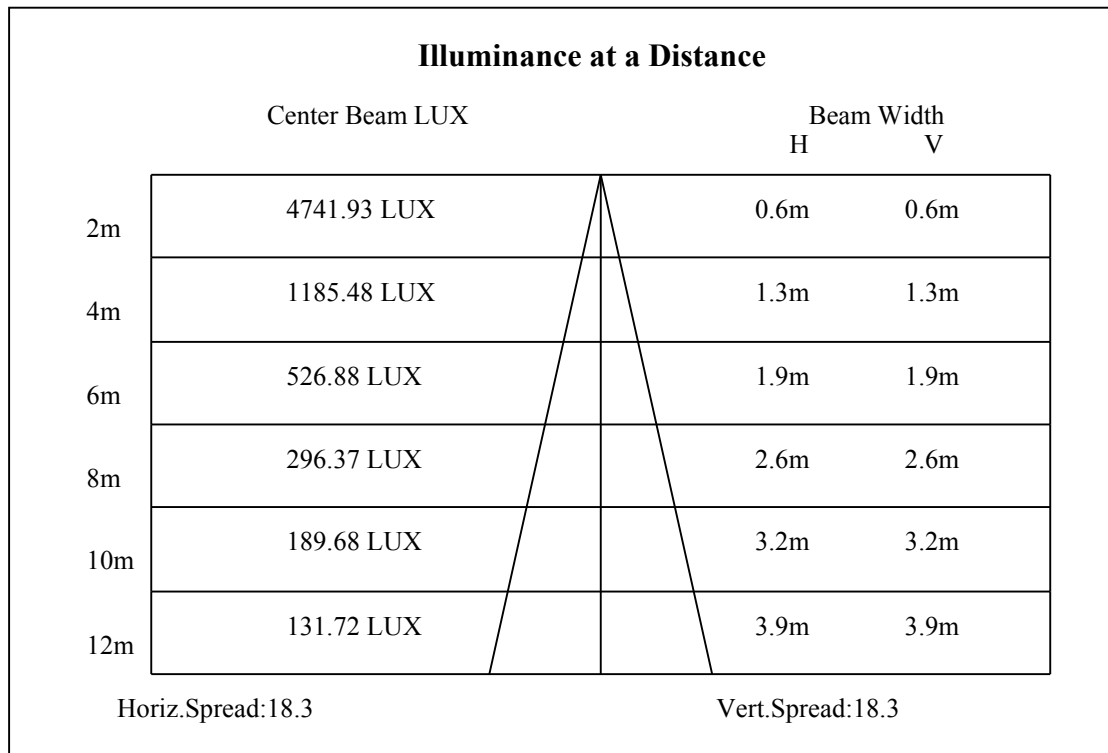 Illuminance at a Distance
Center Beam LUX Beam Width
H V
2m 4741.93 LUX 0.6m 0.6m
4m 1185.48 LUX 1.3m 1.3m
6m 526.88 LUX 1.9m 1.9m
8m 296.37 LUX 2.6m 2.6m
10m 189.68 LUX 3.2m 3.2m
12m 131.72 LUX 3.9m 3.9m
Horiz.Spread:18.3 Vert.Spread:18.3